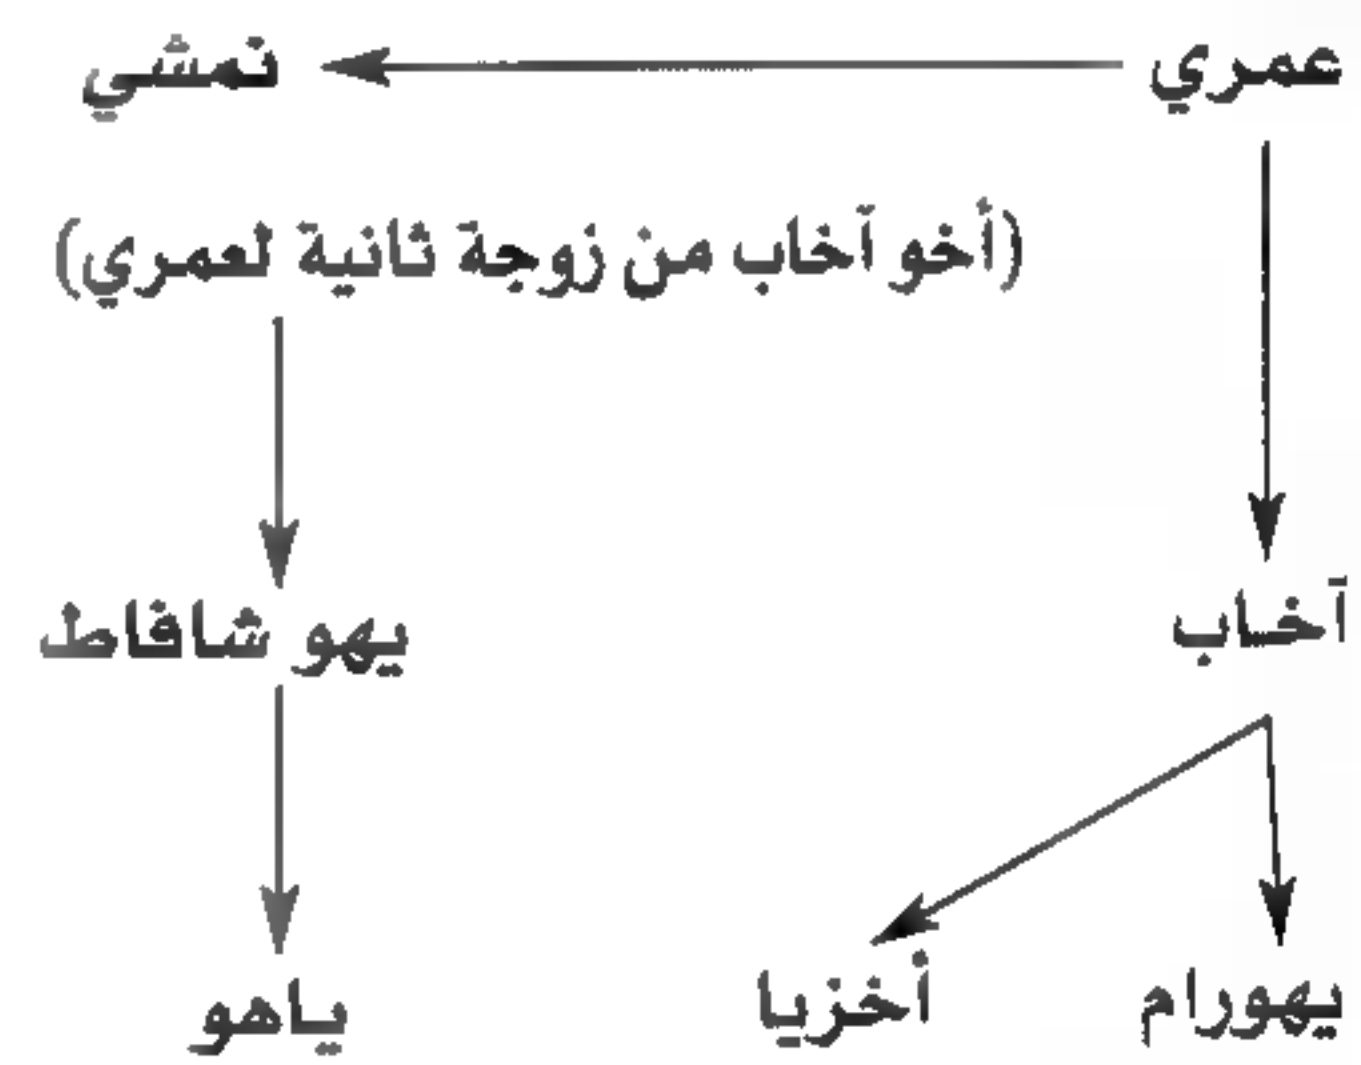 عمري
نمشي
(أخو آخاب من زوجة ثانية لعمري)
آخاب
يهو شافاط
يهورام
أخزيا
ياهو